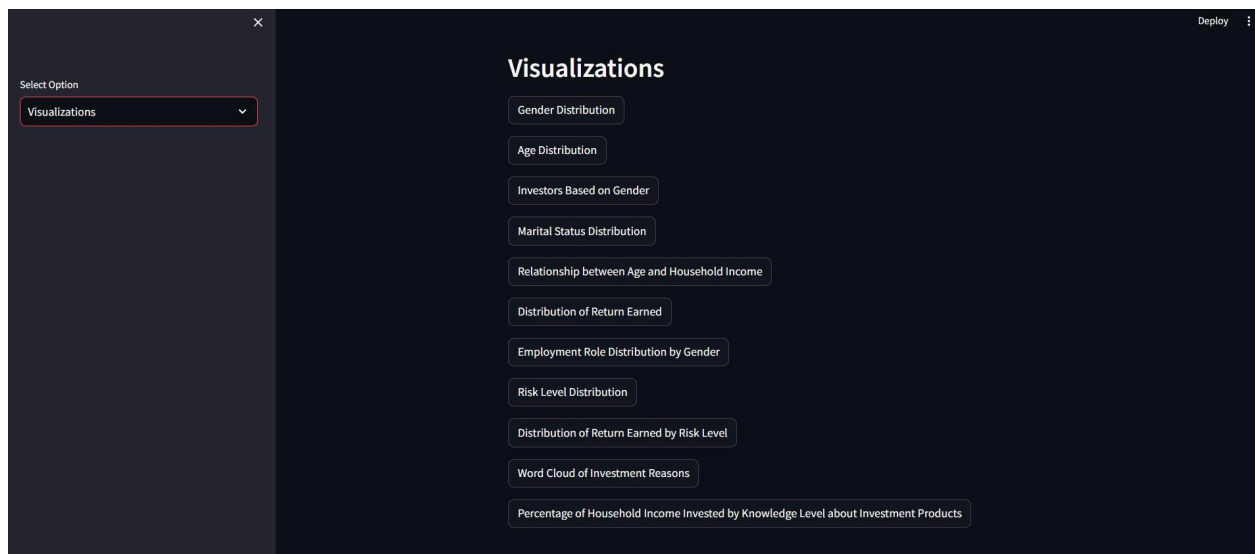 Deploy
Select Option
Visualizations
Visualizations
Gender Distribution
Age Distribution
Investors Based on Gender
Marital Status Distribution
Relationship between Age and Household Income
Distribution of Return Earned
Employment Role Distribution by Gender
Risk Level Distribution
Distribution of Return Earned by Risk Level
Word Cloud of Investment Reasons
Percentage of Household Income Invested by Knowledge Level about Investment Products